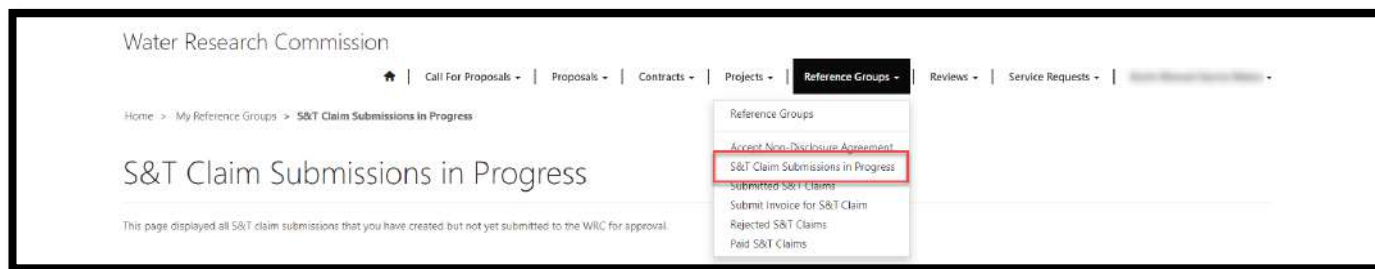 Water Research Commission
Call For Proposals | Proposals | Contracts | Projects | Reference Groups | Reviews | Service Requests |
Home > My Reference Groups > S&T Claim Submissions in Progress
Reference Groups
Accept Non-Disclosure Agreement
S&T Claim Submissions in Progress
S&T Claim Submissions in Progress
Submitted S&T Claims
Submit Invoice for S&T Claim
This page displayed all S&T claim submissions that you have created but not yet submitted to the WRC for approval.
Rejected S&T Claims
Paid S&T Claims